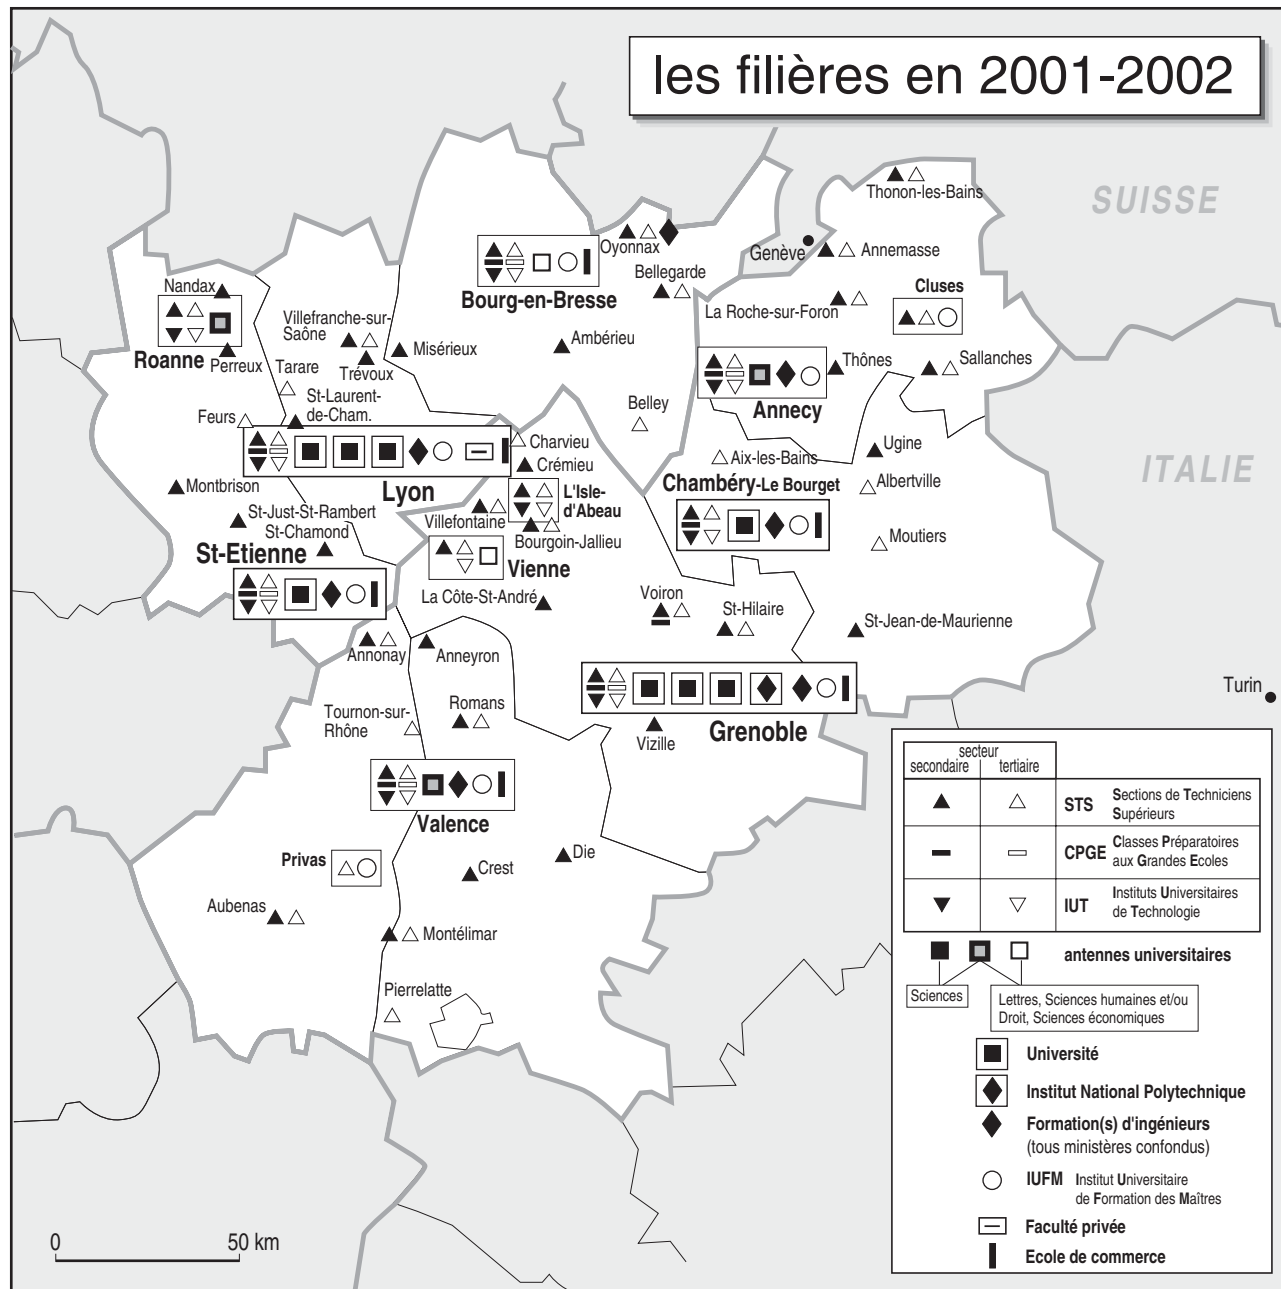 les filières en 2001-2002
SUISSE
Thonon-les-Bains
Oyonnax
Genève
Annemasse
Bellegarde
Cluses
Nandax
Bourg-en-Bresse
La Roche-sur-Foron
Villefranche-sur-
Saône
Ambérieu
Misérieux
Roanne
Perreux
Trévoux
Thônes
Sallanches
Tarare
St-Laurent-
de-Cham.
Belley
Annecy
Feurs
Charvieu
Ugine
Crémieu
Aix-les-Bains
ITALIE
Montbrison
Lyon
L'Isle-
d'Abeau
Chambéry-Le Bourget
Albertville
St-Just-St-Rambert
Villefontaine
St-Chamond
Bourgoin-Jallieu
Moutiers
St-Etienne
Vienne
La Côte-St-André
Voiron
St-Hilaire
St-Jean-de-Maurienne
Annonay
Anneyron
Turin
Tournon-sur-
Rhône
Romans
Vizille
Grenoble
Valence
Privas
Die
Crest
Aubenas
Montélimar
Pierrelatte
secteur
secondaire tertiaire
STS Sections de Techniciens
Supérieurs
CPGE Classes Préparatoires
aux Grandes Ecoles
IUT Instituts Universitaires
de Technologie
antennes universitaires
Sciences
Lettres, Sciences humaines et/ou
Droit, Sciences économiques
Université
Institut National Polytechnique
Formation(s) d'ingénieurs
(tous ministères confondus)
IUFM Institut Universitaire
de Formation des Maîtres
Faculté privée
Ecole de commerce
0 50 km